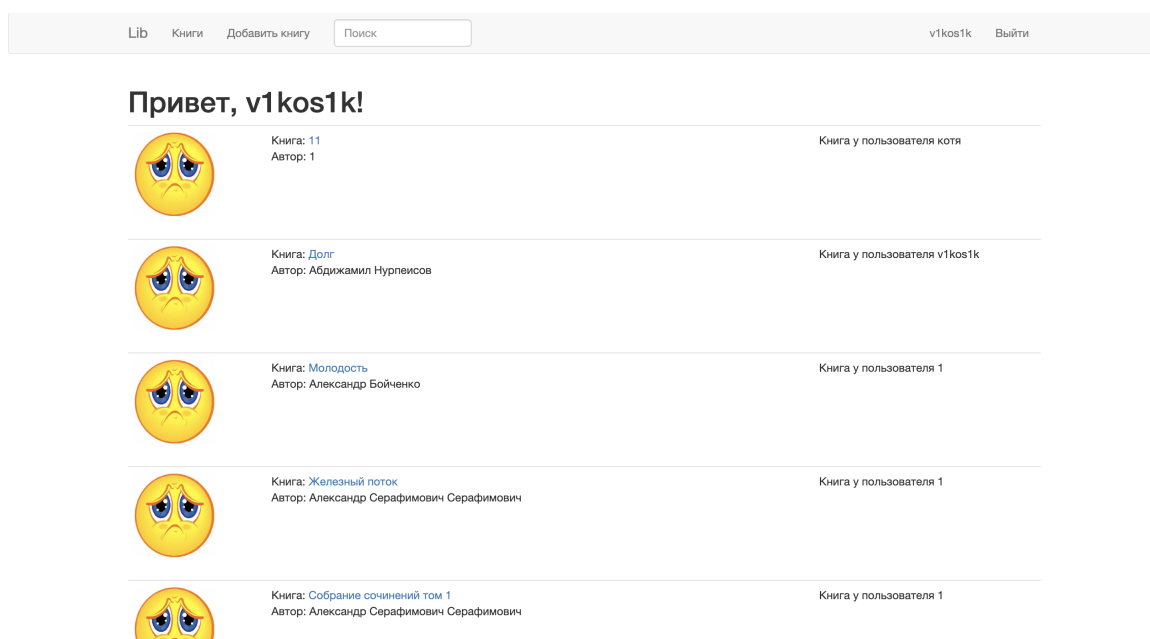 Lib Книги Добавить книгу Поиск v1kos1k Выйти
Привет, v1kos1k!
Книга: 11 Книга у пользователя котя
Автор: 1
Книга: Долг Книга у пользователя v1kos1k
Автор: Абдижамил Нурпеисов
Книга: Молодость Книга у пользователя 1
Автор: Александр Бойченко
Книга: Железный поток Книга у пользователя 1
Автор: Александр Серафимович Серафимович
Книга: Собрание сочинений том 1 Книга у пользователя 1
Автор: Александр Серафимович Серафимович